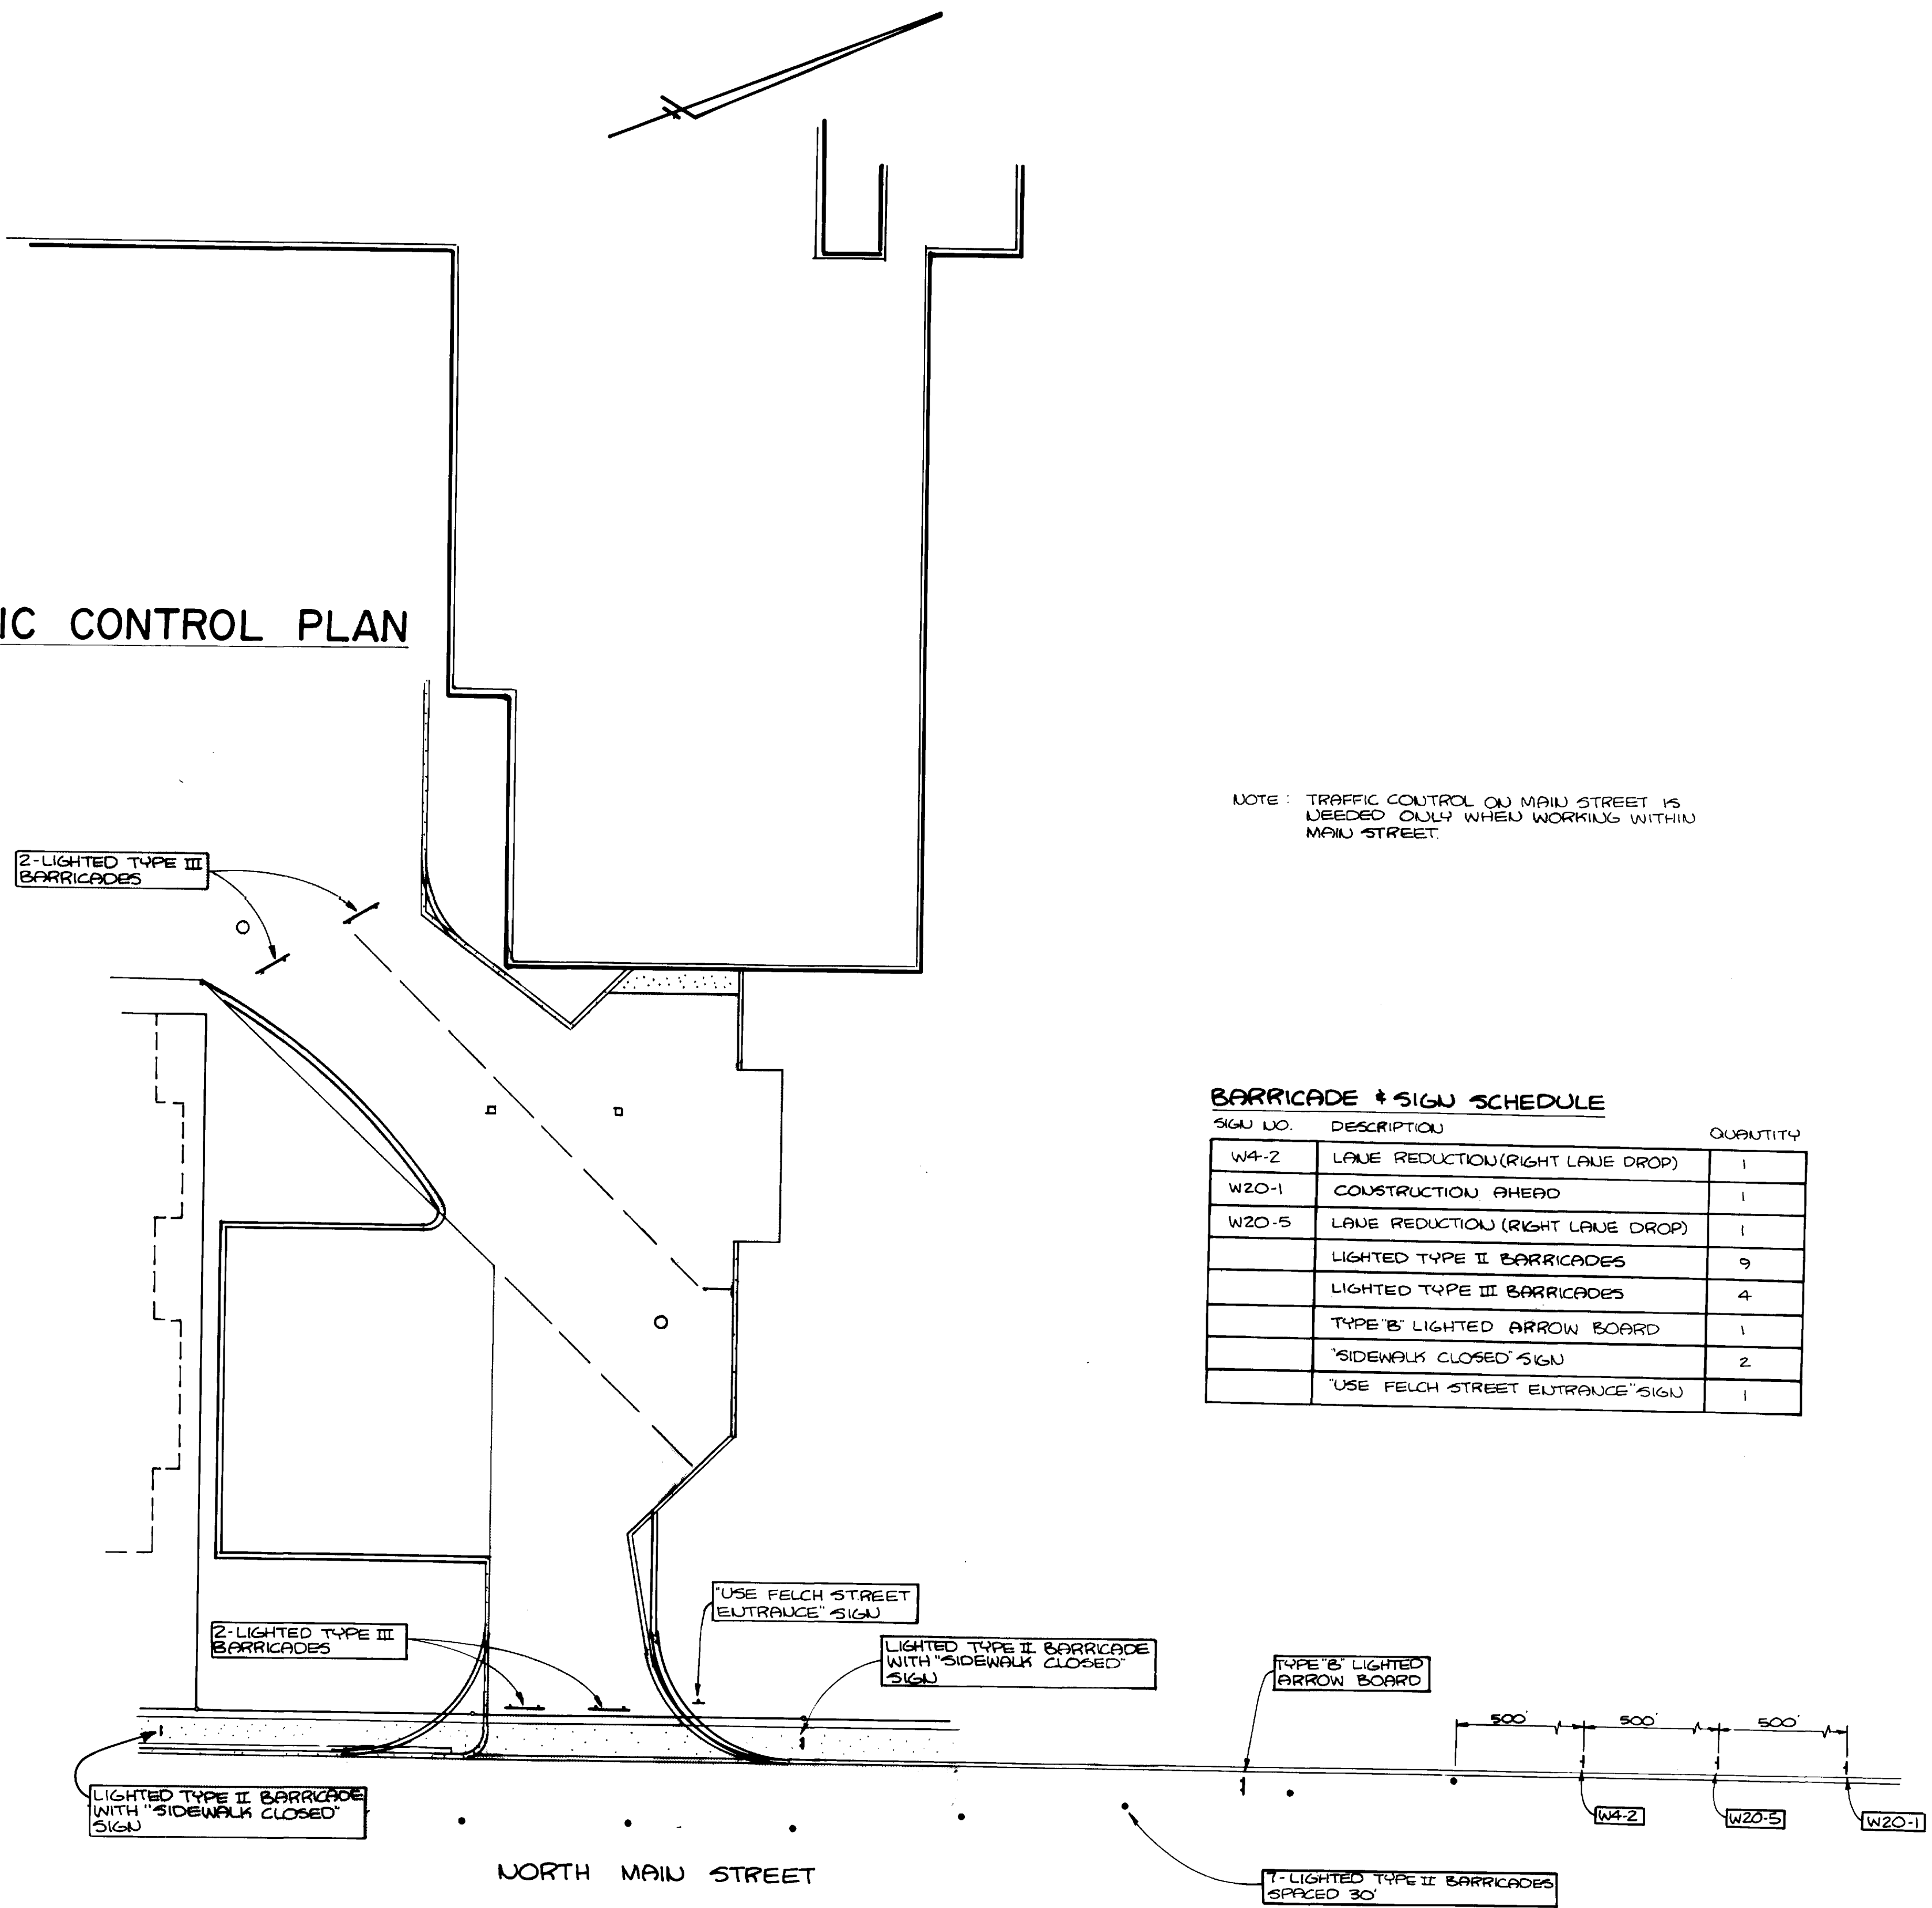 IC CONTROL PLAN
NOTE: TRAFFIC CONTROL ON MAIN STREET IS
NEEDED ONLY WHEN WORKING WITHIN
MAIN STREET.
2-LIGHTED TYPE III
BARRICADES
BARRICADE & SIGN SCHEDULE
SIGN NO. DESCRIPTION QUANTITY
W4-2 LANE REDUCTION (RIGHT LANE DROP) 1
W20-1 CONSTRUCTION AHEAD 1
W20-5 LANE REDUCTION (RIGHT LANE DROP) 1
LIGHTED TYPE II BARRICADES 9
LIGHTED TYPE III BARRICADES 4
TYPE "B" LIGHTED ARROW BOARD 1
"SIDEWALK CLOSED" SIGN 2
"USE FELCH STREET ENTRANCE" SIGN 1
"USE FELCH STREET
ENTRANCE" SIGN
2-LIGHTED TYPE III
BARRICADES
LIGHTED TYPE II BARRICADE
WITH "SIDEWALK CLOSED"
SIGN
TYPE "B" LIGHTED
ARROW BOARD
500' 500' 500'
LIGHTED TYPE II BARRICADE
WITH "SIDEWALK CLOSED"
SIGN
W4-2 W20-5 W20-1
NORTH MAIN STREET
7-LIGHTED TYPE II BARRICADES
SPACED 30'